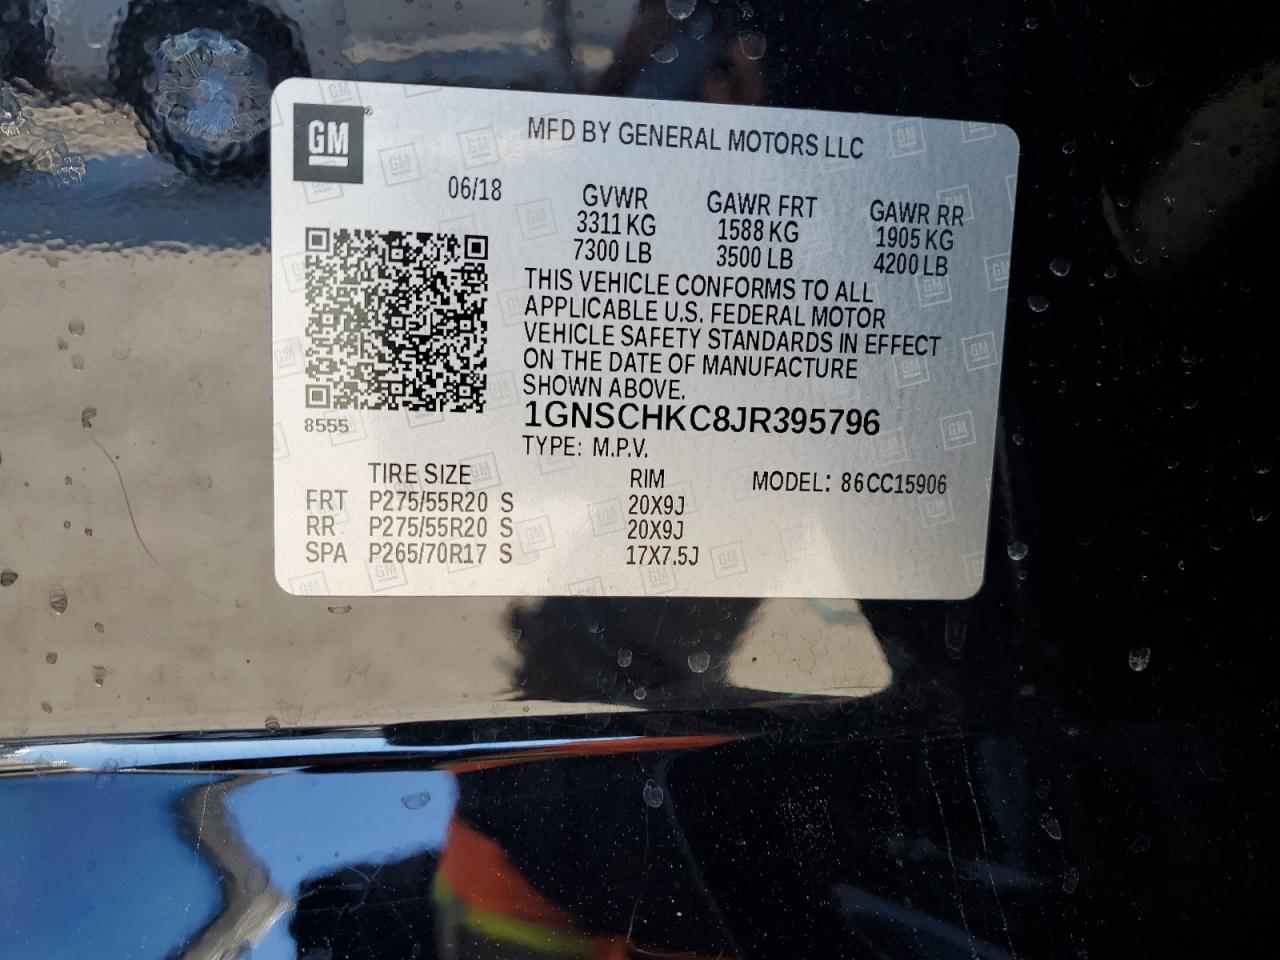 GM®
MFD BY GENERAL MOTORS LLC
06/18
GVWR GAWR FRT GAWR RR
3311 KG 1588 KG 1905 KG
7300 LB 3500 LB 4200 LB
THIS VEHICLE CONFORMS TO ALL
APPLICABLE U.S. FEDERAL MOTOR
VEHICLE SAFETY STANDARDS IN EFFECT
ON THE DATE OF MANUFACTURE
SHOWN ABOVE.
8555
1GNSCHKC8JR395796
TYPE: M.P.V.
TIRE SIZE RIM MODEL: 86CC15906
FRT P275/55R20 S 20X9J
RR P275/55R20 S 20X9J
SPA P265/70R17 S 17X7.5J